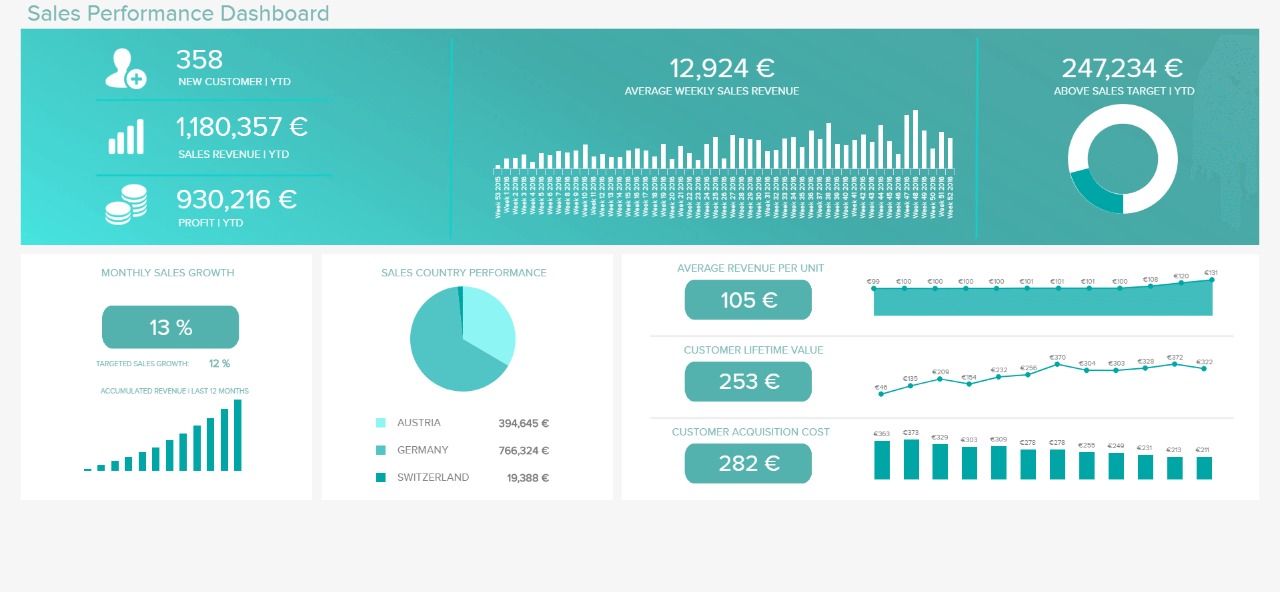 Sales Performance Dashboard
358
NEW CUSTOMER | YTD
1,180,357 €
SALES REVENUE | YTD
930,216 €
PROFIT | YTD
12,924 €
AVERAGE WEEKLY SALES REVENUE
Week 53 2015
Week 1 2016
Week 2 2016
Week 3 2016
Week 4 2016
Week 5 2016
Week 6 2016
Week 7 2016
Week 8 2016
Week 9 2016
Week 10 2016
Week 11 2016
Week 12 2016
Week 13 2016
Week 14 2016
Week 15 2016
Week 16 2016
Week 17 2016
Week 18 2016
Week 19 2016
Week 20 2016
Week 21 2016
Week 22 2016
Week 23 2016
Week 24 2016
Week 25 2016
Week 26 2016
Week 27 2016
Week 28 2016
Week 29 2016
Week 30 2016
Week 31 2016
Week 32 2016
Week 33 2016
Week 34 2016
Week 35 2016
Week 36 2016
Week 37 2016
Week 38 2016
Week 39 2016
Week 40 2016
Week 41 2016
Week 42 2016
Week 43 2016
Week 44 2016
Week 45 2016
Week 46 2016
Week 47 2016
Week 48 2016
Week 49 2016
Week 50 2016
Week 51 2016
Week 52 2016
247,234 €
ABOVE SALES TARGET | YTD
MONTHLY SALES GROWTH
13 %
TARGETED SALES GROWTH: 12 %
ACCUMULATED REVENUE | LAST 12 MONTHS
SALES COUNTRY PERFORMANCE
AUSTRIA 394,645 €
GERMANY 766,324 €
SWITZERLAND 19,388 €
AVERAGE REVENUE PER UNIT
105 €
€99 €100 €100 €100 €100 €101 €101 €101 €100 €108 €120 €131
CUSTOMER LIFETIME VALUE
253 €
€46 €135 €209 €154 €232 €256 €370 €304 €303 €328 €372 €322
CUSTOMER ACQUISITION COST
282 €
€363 €373 €329 €303 €309 €278 €278 €255 €249 €231 €213 €211